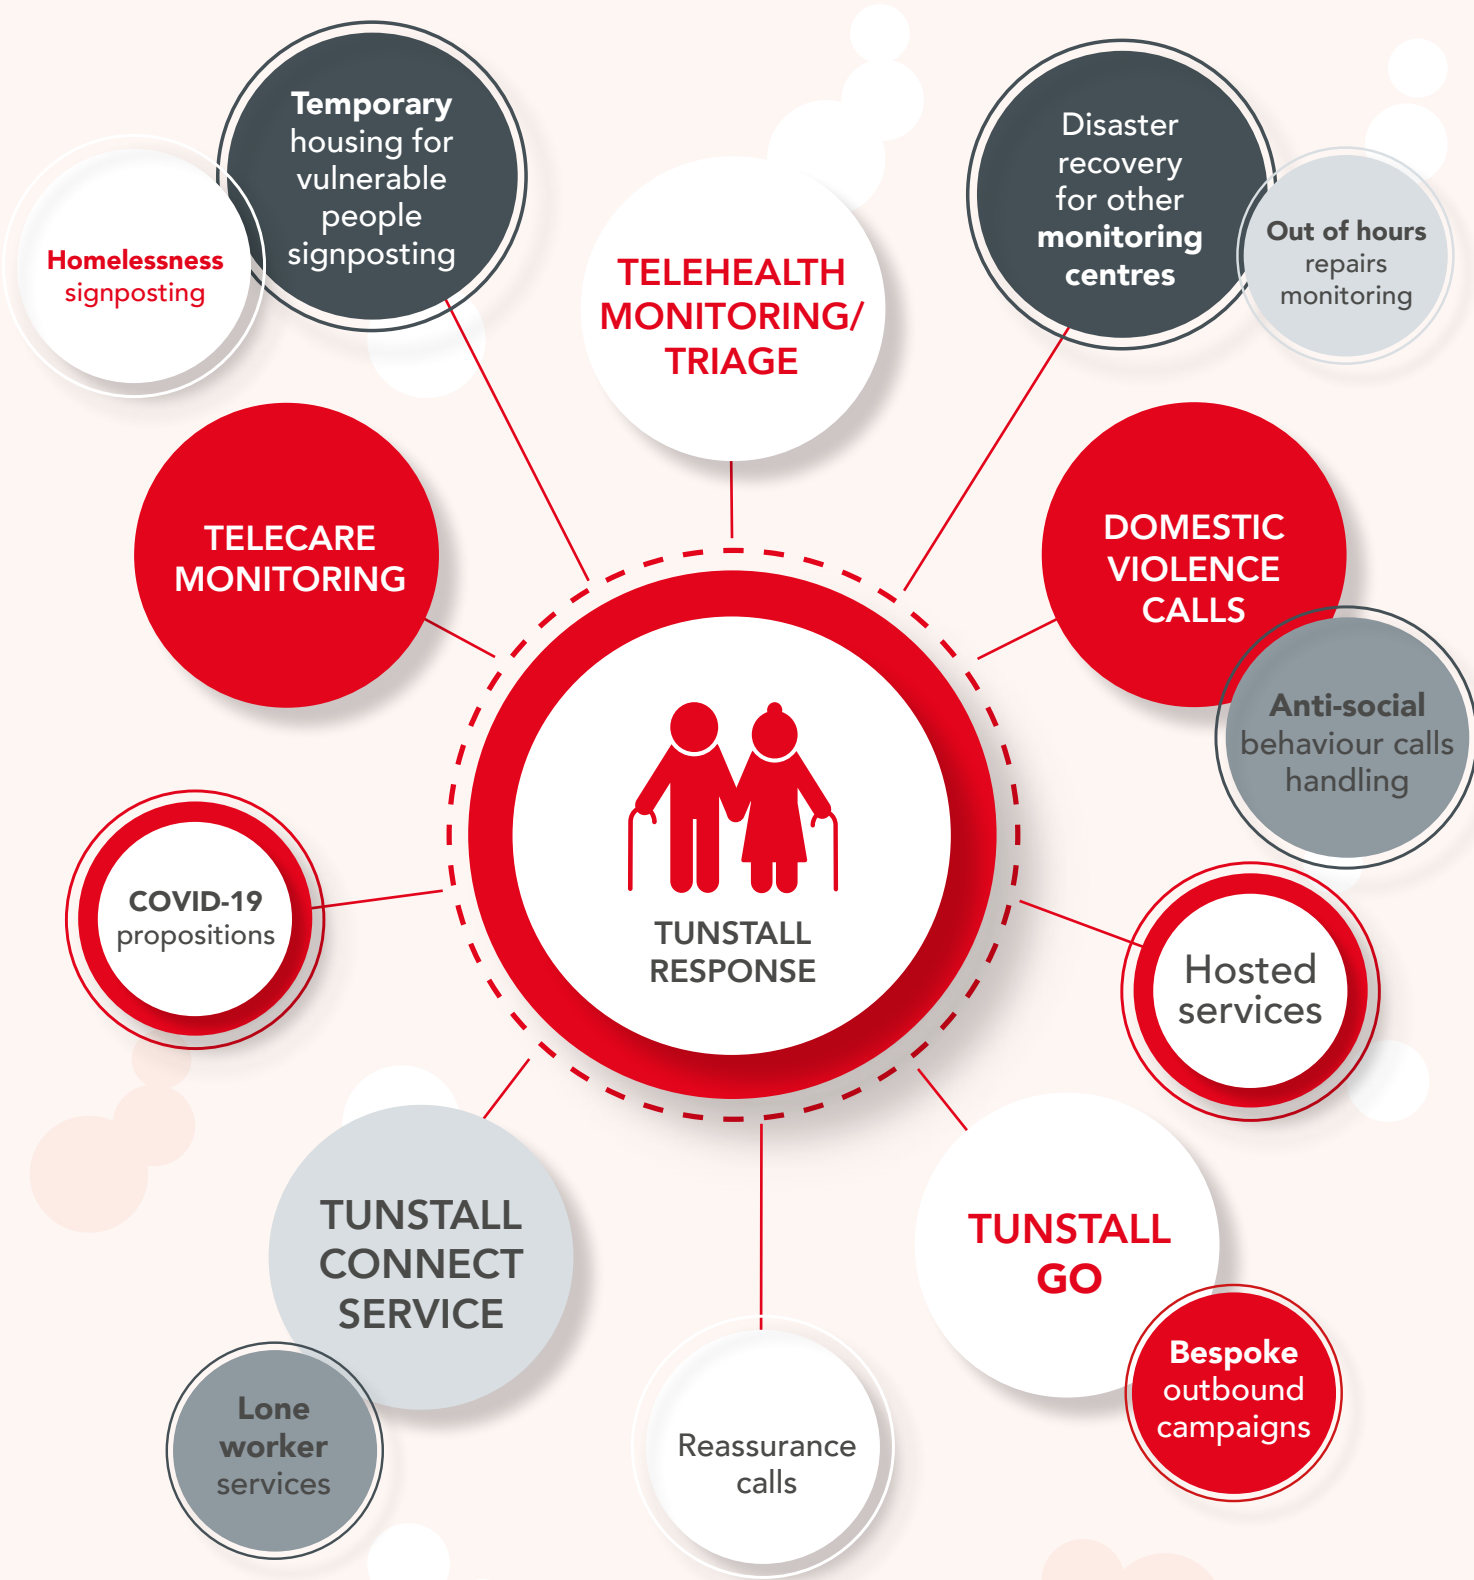 Temporary
housing for
vulnerable
people
signposting
Homelessness
signposting
TELEHEALTH
MONITORING/
TRIAGE
Disaster
recovery
for other
monitoring
centres
Out of hours
repairs
monitoring
TELECARE
MONITORING
DOMESTIC
VIOLENCE
CALLS
Anti-social
behaviour calls
handling
COVID-19
propositions
TUNSTALL
RESPONSE
Hosted
services
TUNSTALL
CONNECT
SERVICE
Lone
worker
services
Reassurance
calls
TUNSTALL
GO
Bespoke
outbound
campaigns